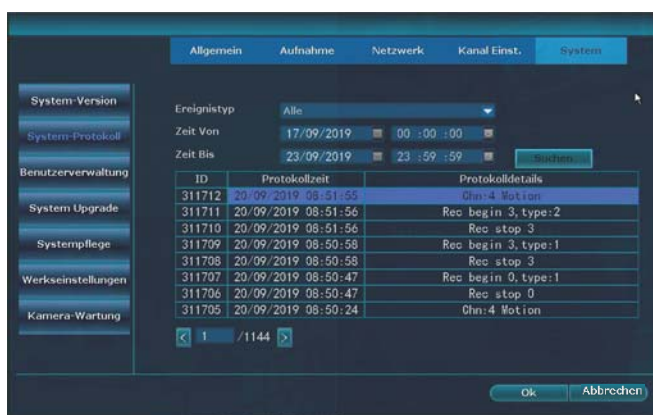 Allgemein Aufnahme Netzwerk Kanal Einst. System
System-Version
System-Protokoll
Benutzerverwaltung
System Upgrade
Systempflege
Werkseinstellungen
Kamera-Wartung
Ereignistyp Alle
Zeit Von 17/09/2019 00 :00 :00
Zeit Bis 23/09/2019 23 :59 :59 Suchen
ID Protokollzeit Protokolldetails
311712 20/09/2019 08:51:55 Chn:4 Motion
311711 20/09/2019 08:51:56 Rec begin 3,type:2
311710 20/09/2019 08:51:56 Rec stop 3
311709 20/09/2019 08:50:58 Rec begin 3,type:1
311708 20/09/2019 08:50:58 Rec stop 3
311707 20/09/2019 08:50:47 Rec begin 0,type:1
311706 20/09/2019 08:50:47 Rec stop 0
311705 20/09/2019 08:50:24 Chn:4 Motion
< 1 /1144 >
Ok Abbrechen